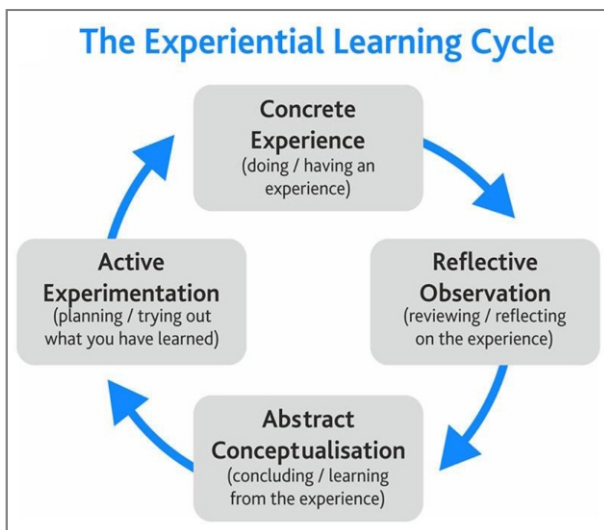 The Experiential Learning Cycle
Concrete
Experience
(doing / having an
experience)
Reflective
Observation
(reviewing / reflecting
on the experience)
Abstract
Conceptualisation
(concluding / learning
from the experience)
Active
Experimentation
(planning / trying out
what you have learned)